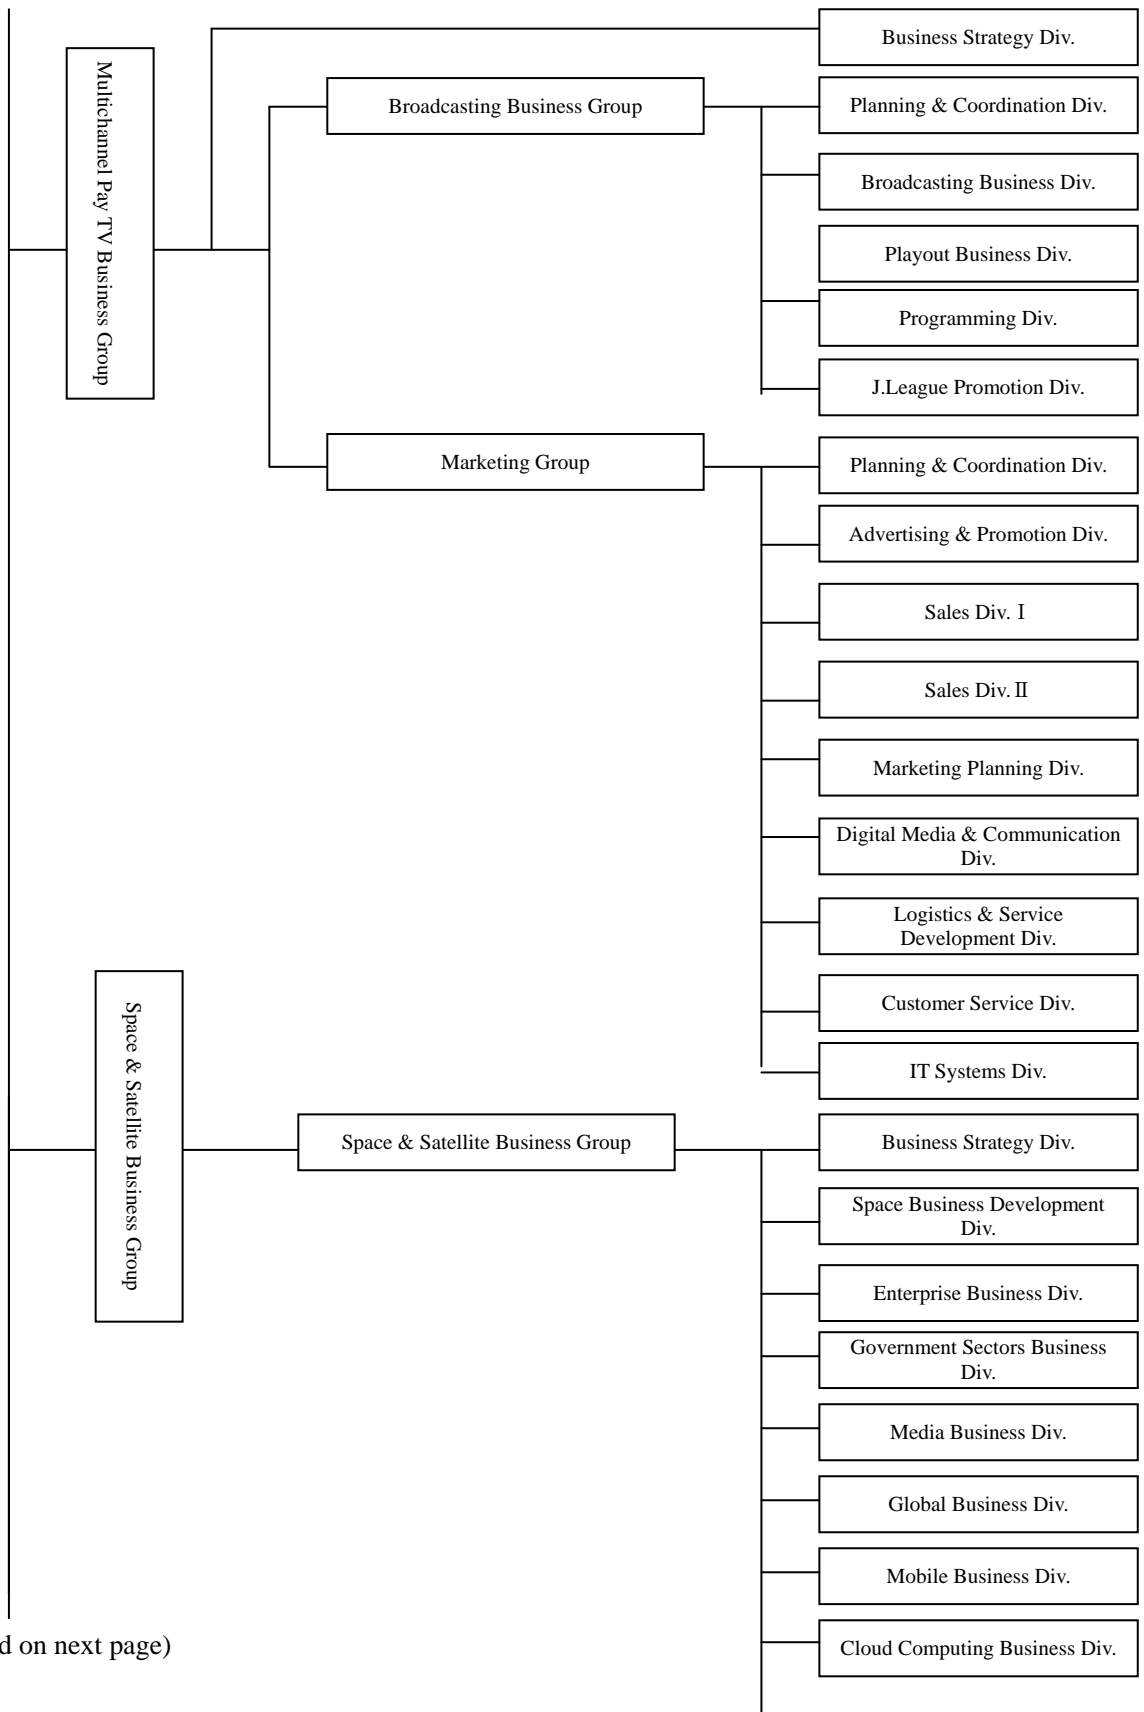 Business Strategy Div.
Multichannel Pay TV Business Group
Broadcasting Business Group
Planning & Coordination Div.
Broadcasting Business Div.
Playout Business Div.
Programming Div.
J.League Promotion Div.
Marketing Group
Planning & Coordination Div.
Advertising & Promotion Div.
Sales Div. Ⅰ
Sales Div. Ⅱ
Marketing Planning Div.
Digital Media & Communication
Div.
Logistics & Service
Development Div.
Customer Service Div.
IT Systems Div.
Space & Satellite Business Group
Space & Satellite Business Group
Business Strategy Div.
Space Business Development
Div.
Enterprise Business Div.
Government Sectors Business
Div.
Media Business Div.
Global Business Div.
Mobile Business Div.
Cloud Computing Business Div.
d on next page)